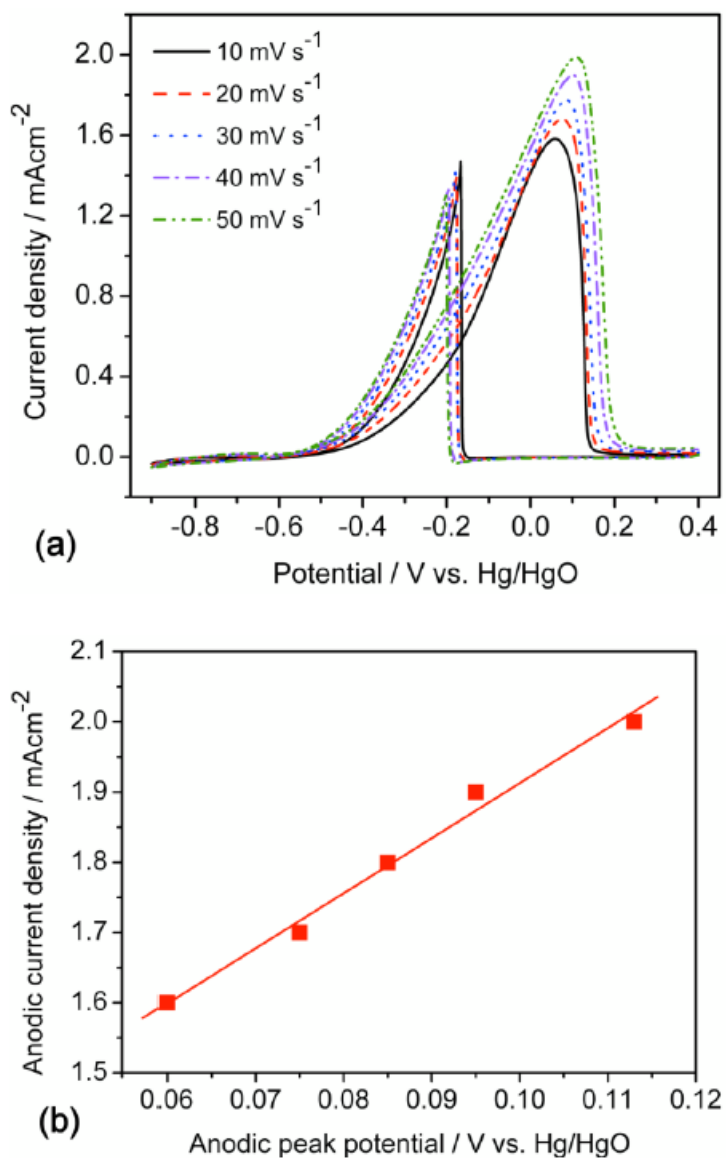 10 mV s⁻¹
20 mV s⁻¹
30 mV s⁻¹
40 mV s⁻¹
50 mV s⁻¹
2.0
1.6
1.2
0.8
0.4
0.0
Current density / mAcm⁻²
-0.8 -0.6 -0.4 -0.2 0.0 0.2 0.4
(a)
Potential / V vs. Hg/HgO
2.1
2.0
1.9
1.8
1.7
1.6
1.5
Anodic current density / mAcm⁻²
0.06 0.07 0.08 0.09 0.10 0.11 0.12
(b)
Anodic peak potential / V vs. Hg/HgO